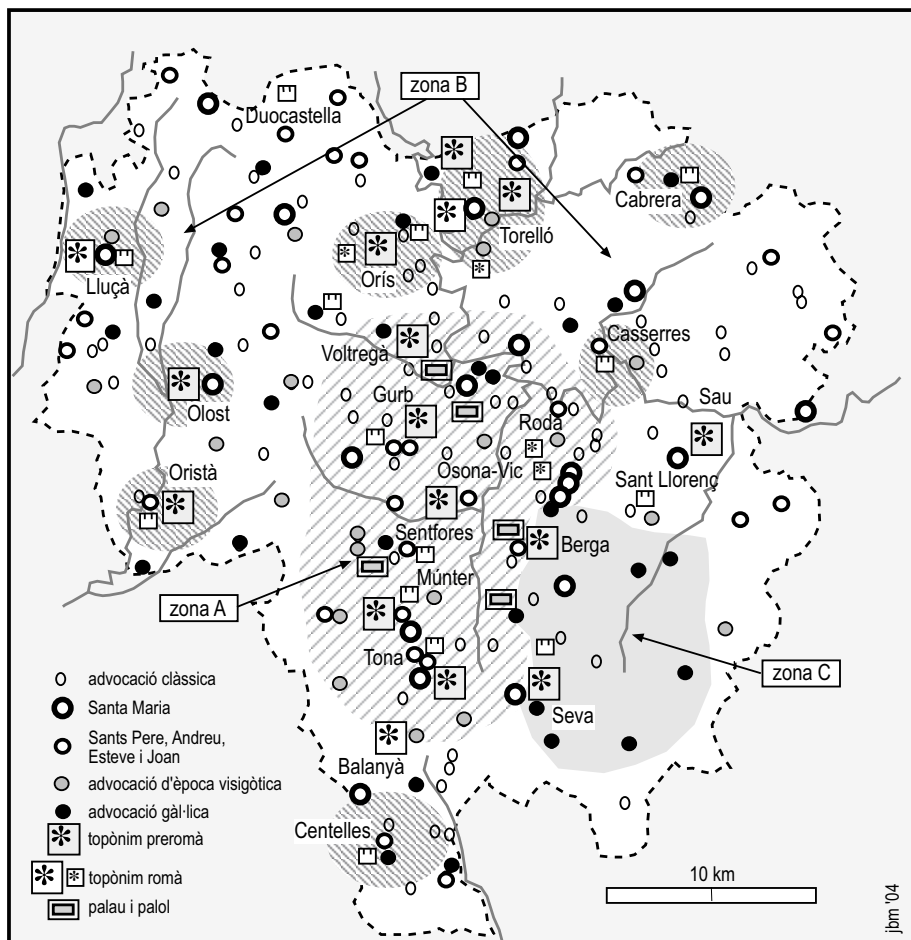 zona B
Duocastella
Cabrera
Torelló
Orís
Lluçà
Casserres
Voltregà
Sau
Olost
Gurb
Roda
Oristà
Osona-Vic
Sant Llorenç
Sentfores
Berga
Múnter
zona A
Tona
zona C
Seva
Balanyà
Centelles
advocació clàssica
Santa Maria
Sants Pere, Andreu,
Esteve i Joan
advocació d'època visigòtica
advocació gàl·lica
topònim preromà
topònim romà
palau i palol
10 km
jbm '04